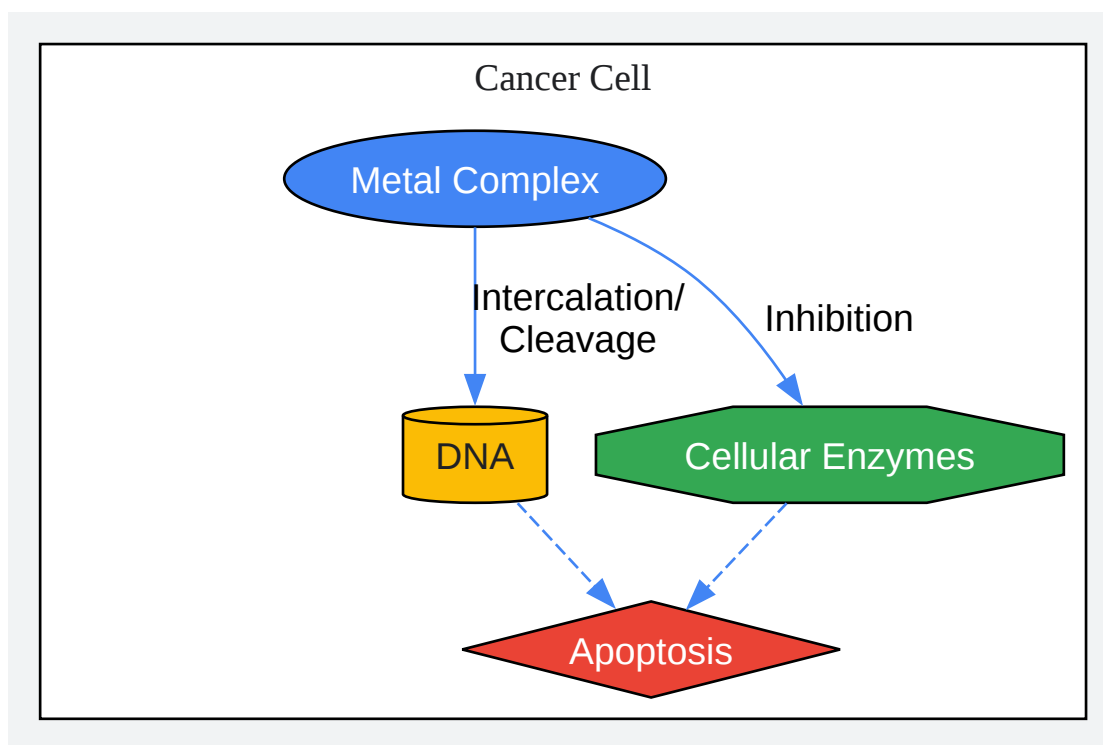 Cancer Cell
Metal Complex
Intercalation/
Cleavage
Inhibition
DNA
Cellular Enzymes
Apoptosis